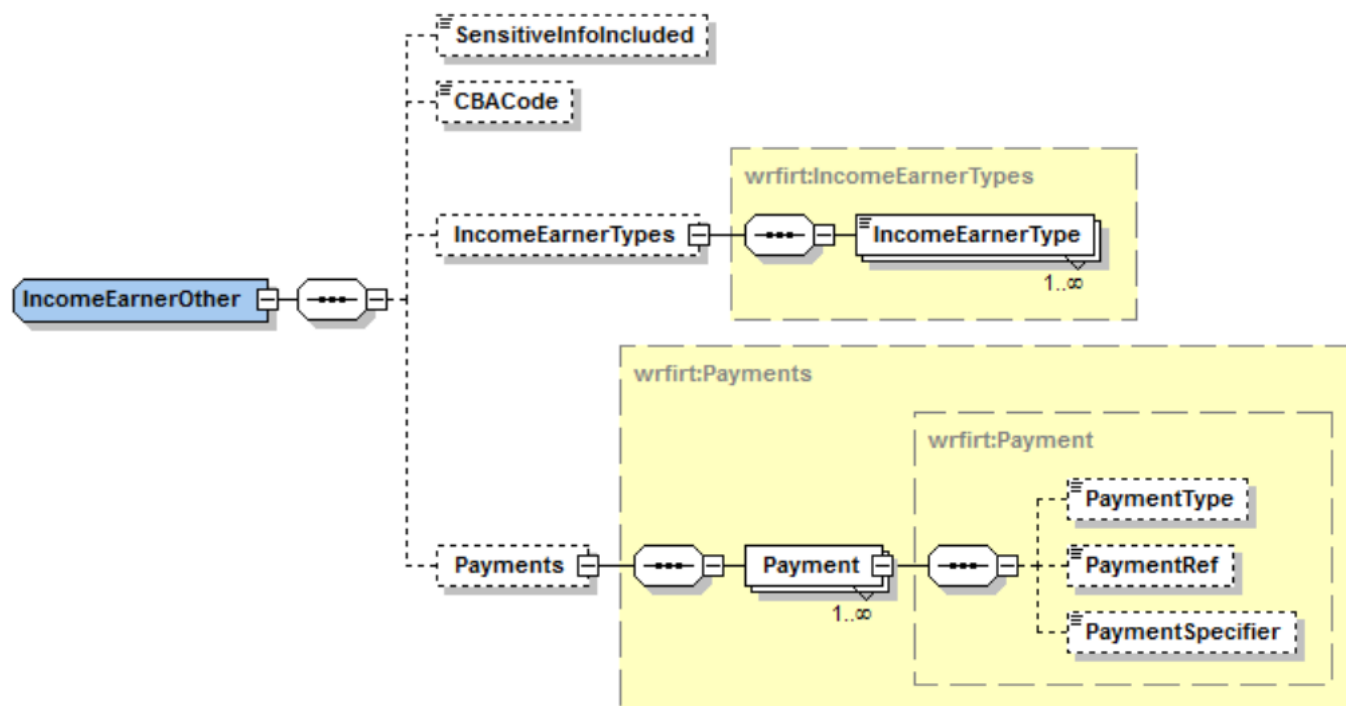 SensitiveInfoIncluded
CBACode
wrfirt:IncomeEarnerTypes
IncomeEarnerTypes
IncomeEarnerType
1..∞
IncomeEarnerOther
wrfirt:Payments
wrfirt:Payment
PaymentType
Payments
Payment
1..∞
PaymentRef
PaymentSpecifier